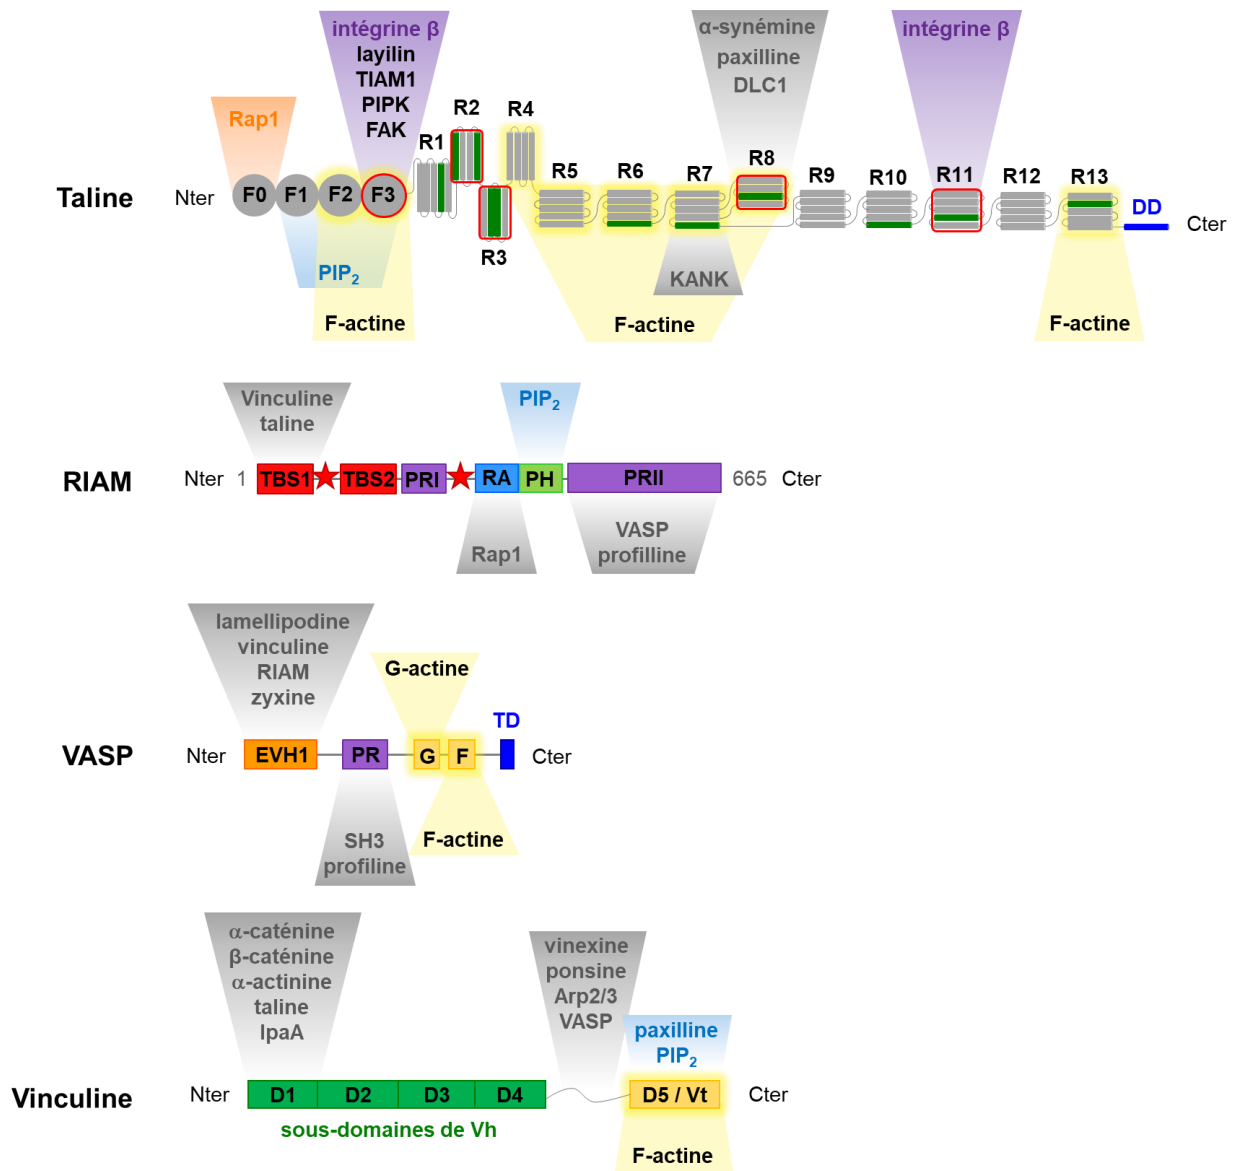 intégrine β
layilin
TIAM1
PIPK
FAK
α-synémine
paxilline
DLC1
intégrine β
Rap1
R1
R2
R3
R4
R5
R6
R7
R8
R9
R10
R11
R12
R13
Taline
Nter
F0
F1
F2
F3
DD
Cter
PIP2
KANK
F-actine
F-actine
F-actine
Vinculine
taline
PIP2
RIAM
Nter 1
TBS1
TBS2
PRI
RA
PH
PRII
665 Cter
Rap1
VASP
profilline
lamellipodine
vinculine
RIAM
zyxine
G-actine
TD
VASP
Nter
EVH1
PR
G
F
Cter
SH3
profiline
F-actine
α-caténine
β-caténine
α-actinine
taline
IpaA
vinexine
ponsine
Arp2/3
VASP
paxilline
PIP2
Vinculine
Nter
D1
D2
D3
D4
D5 / Vt
Cter
sous-domaines de Vh
F-actine